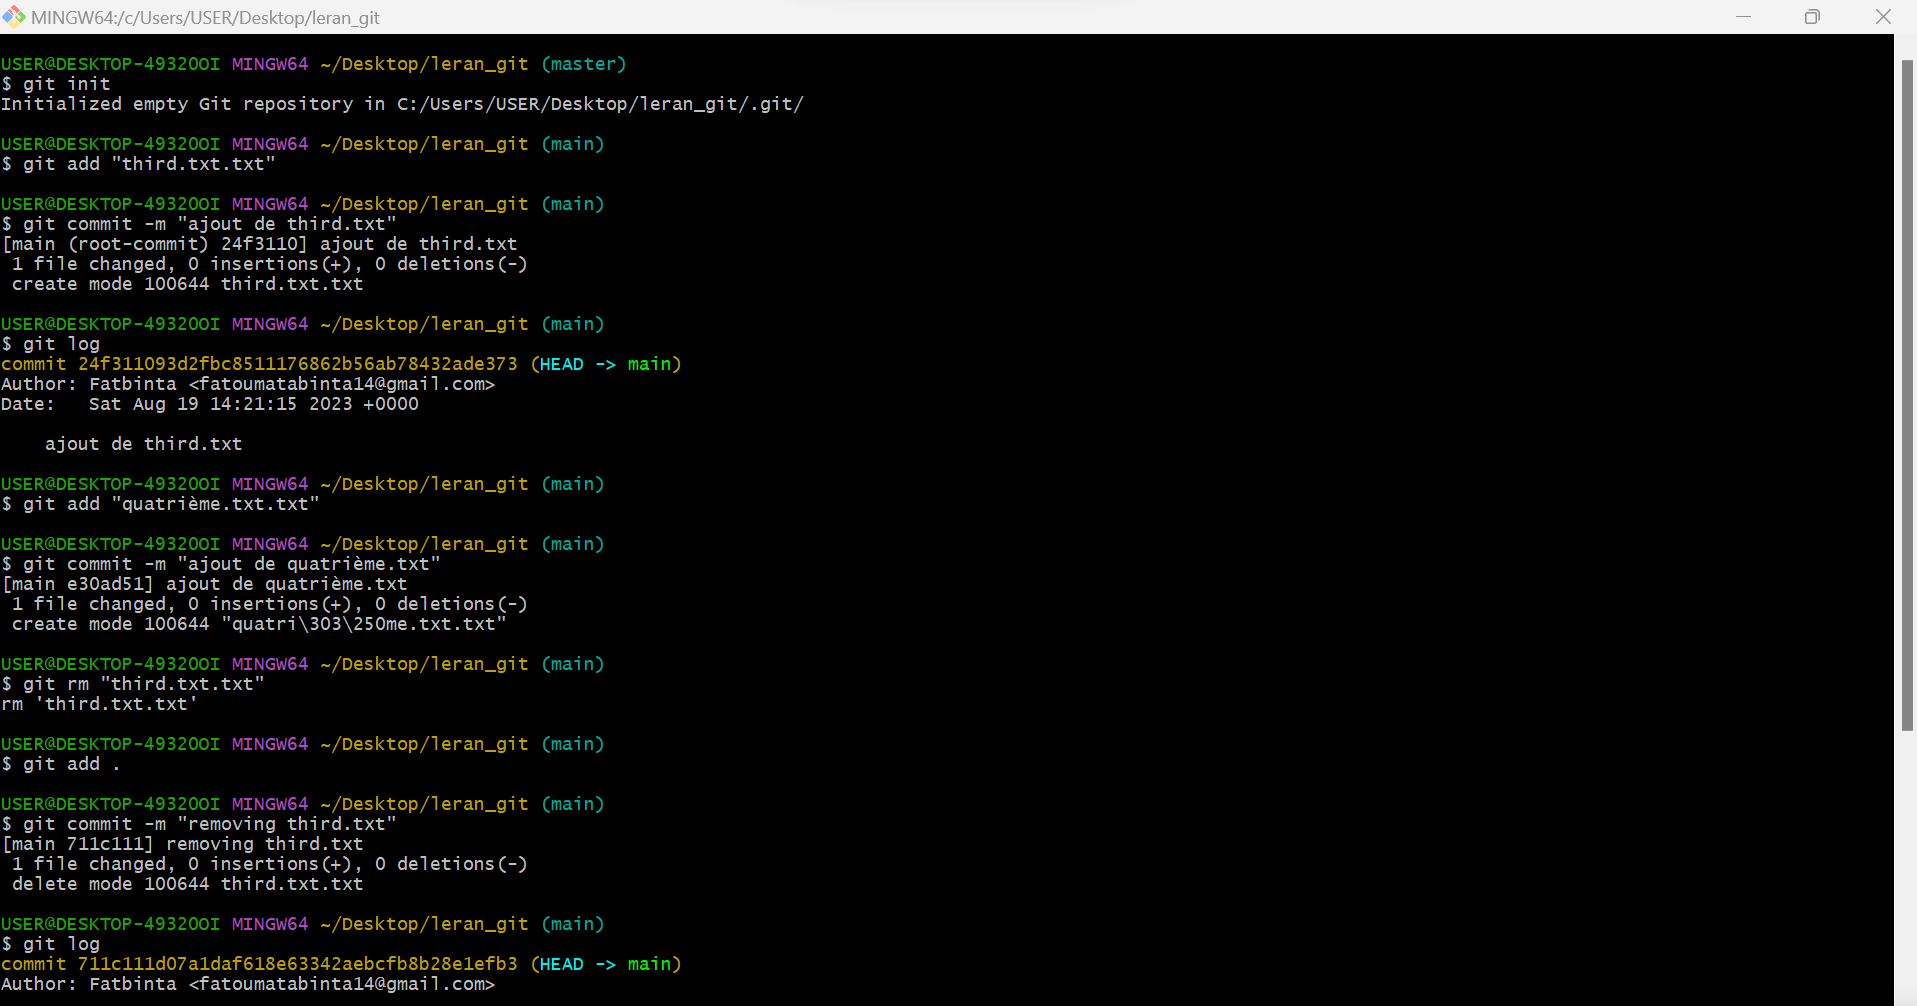 MINGW64:/c/Users/USER/Desktop/leran_git
USER@DESKTOP-4932OOI MINGW64 ~/Desktop/leran_git (master)
$ git init
Initialized empty Git repository in C:/Users/USER/Desktop/leran_git/.git/
USER@DESKTOP-4932OOI MINGW64 ~/Desktop/leran_git (main)
$ git add "third.txt.txt"
USER@DESKTOP-4932OOI MINGW64 ~/Desktop/leran_git (main)
$ git commit -m "ajout de third.txt"
[main (root-commit) 24f3110] ajout de third.txt
 1 file changed, 0 insertions(+), 0 deletions(-)
 create mode 100644 third.txt.txt
USER@DESKTOP-4932OOI MINGW64 ~/Desktop/leran_git (main)
$ git log
commit 24f311093d2fbc8511176862b56ab78432ade373 (HEAD -> main)
Author: Fatbinta <fatoumatabinta14@gmail.com>
Date:   Sat Aug 19 14:21:15 2023 +0000
    ajout de third.txt
USER@DESKTOP-4932OOI MINGW64 ~/Desktop/leran_git (main)
$ git add "quatrième.txt.txt"
USER@DESKTOP-4932OOI MINGW64 ~/Desktop/leran_git (main)
$ git commit -m "ajout de quatrième.txt"
[main e30ad51] ajout de quatrième.txt
 1 file changed, 0 insertions(+), 0 deletions(-)
 create mode 100644 "quatri\303\250me.txt.txt"
USER@DESKTOP-4932OOI MINGW64 ~/Desktop/leran_git (main)
$ git rm "third.txt.txt"
rm 'third.txt.txt'
USER@DESKTOP-4932OOI MINGW64 ~/Desktop/leran_git (main)
$ git add .
USER@DESKTOP-4932OOI MINGW64 ~/Desktop/leran_git (main)
$ git commit -m "removing third.txt"
[main 711c111] removing third.txt
 1 file changed, 0 insertions(+), 0 deletions(-)
 delete mode 100644 third.txt.txt
USER@DESKTOP-4932OOI MINGW64 ~/Desktop/leran_git (main)
$ git log
commit 711c111d07a1daf618e63342aebcfb8b28e1efb3 (HEAD -> main)
Author: Fatbinta <fatoumatabinta14@gmail.com>